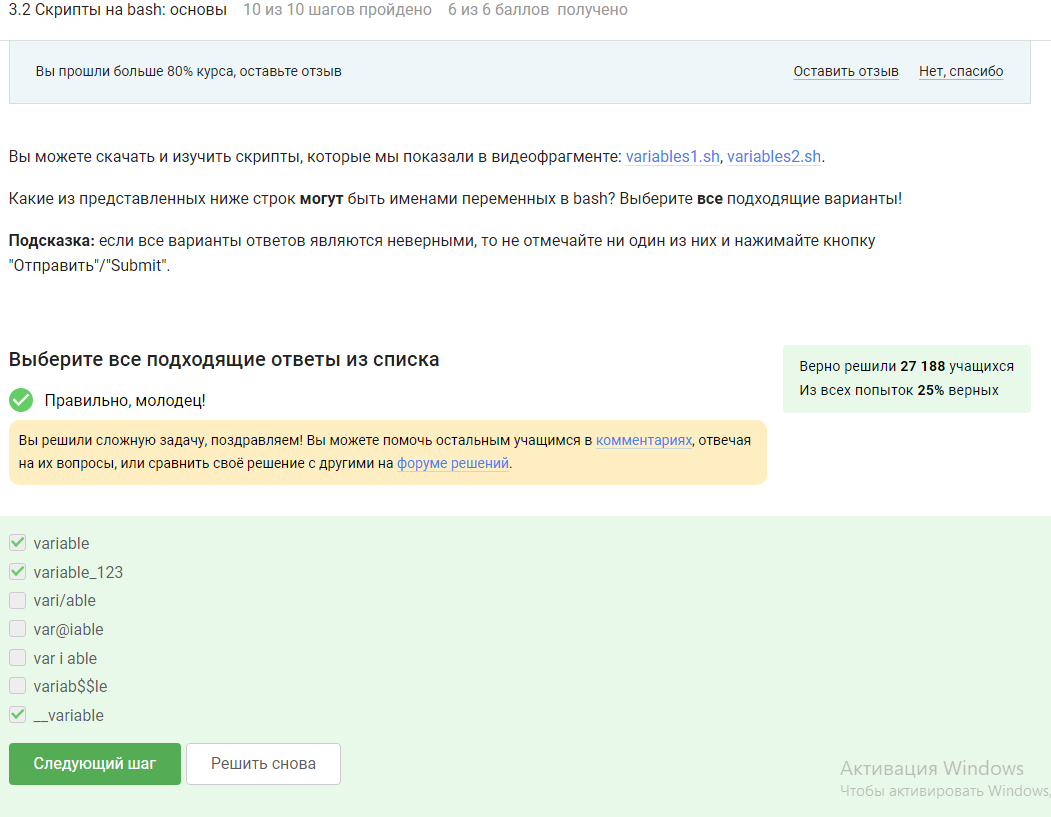 3.2 Скрипты на bash: основы 10 из 10 шагов пройдено 6 из 6 баллов получено
Вы прошли больше 80% курса, оставьте отзыв Оставить отзыв Нет, спасибо
Вы можете скачать и изучить скрипты, которые мы показали в видеофрагменте: variables1.sh, variables2.sh.
Какие из представленных ниже строк могут быть именами переменных в bash? Выберите все подходящие варианты!
Подсказка: если все варианты ответов являются неверными, то не отмечайте ни один из них и нажимайте кнопку
"Отправить"/"Submit".
Выберите все подходящие ответы из списка
Верно решили 27 188 учащихся
Из всех попыток 25% верных
Правильно, молодец!
Вы решили сложную задачу, поздравляем! Вы можете помочь остальным учащимся в комментариях, отвечая
на их вопросы, или сравнить своё решение с другими на форуме решений.
variable
variable_123
vari/able
var@iable
var i able
variab$$le
__variable
Следующий шаг Решить снова
Активация Windows
Чтобы активировать Windows,